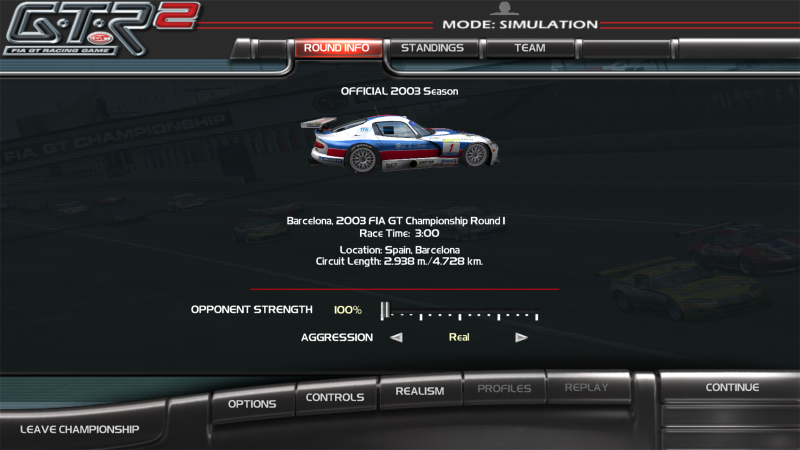 GTR2
FIA GT RACING GAME
MODE: SIMULATION
ROUND INFO
STANDINGS
TEAM
FIA GT CHAMPIONSHIP
OFFICIAL 2003 Season
1
Barcelona, 2003 FIA GT Championship Round 1
Race Time: 3:00
Location: Spain, Barcelona
Circuit Length: 2.938 m./4.728 km.
OPPONENT STRENGTH 100%
AGGRESSION Real
LEAVE CHAMPIONSHIP
OPTIONS
CONTROLS
REALISM
PROFILES
REPLAY
CONTINUE